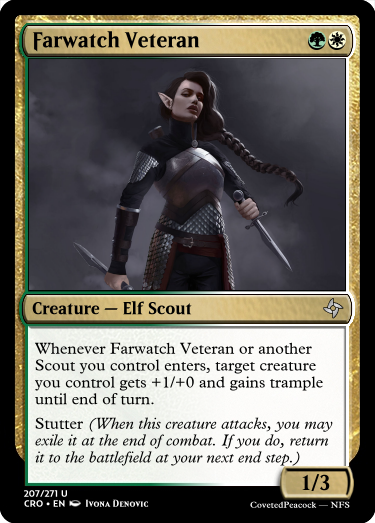 Farwatch Veteran
Creature — Elf Scout
Whenever Farwatch Veteran or another
Scout you control enters, target creature
you control gets +1/+0 and gains trample
until end of turn.
Stutter (When this creature attacks, you may
exile it at the end of combat. If you do, return
it to the battlefield at your next end step.)
1/3
207/271 U
CRO • EN Ivona Denovic
CovetedPeacock — NFS